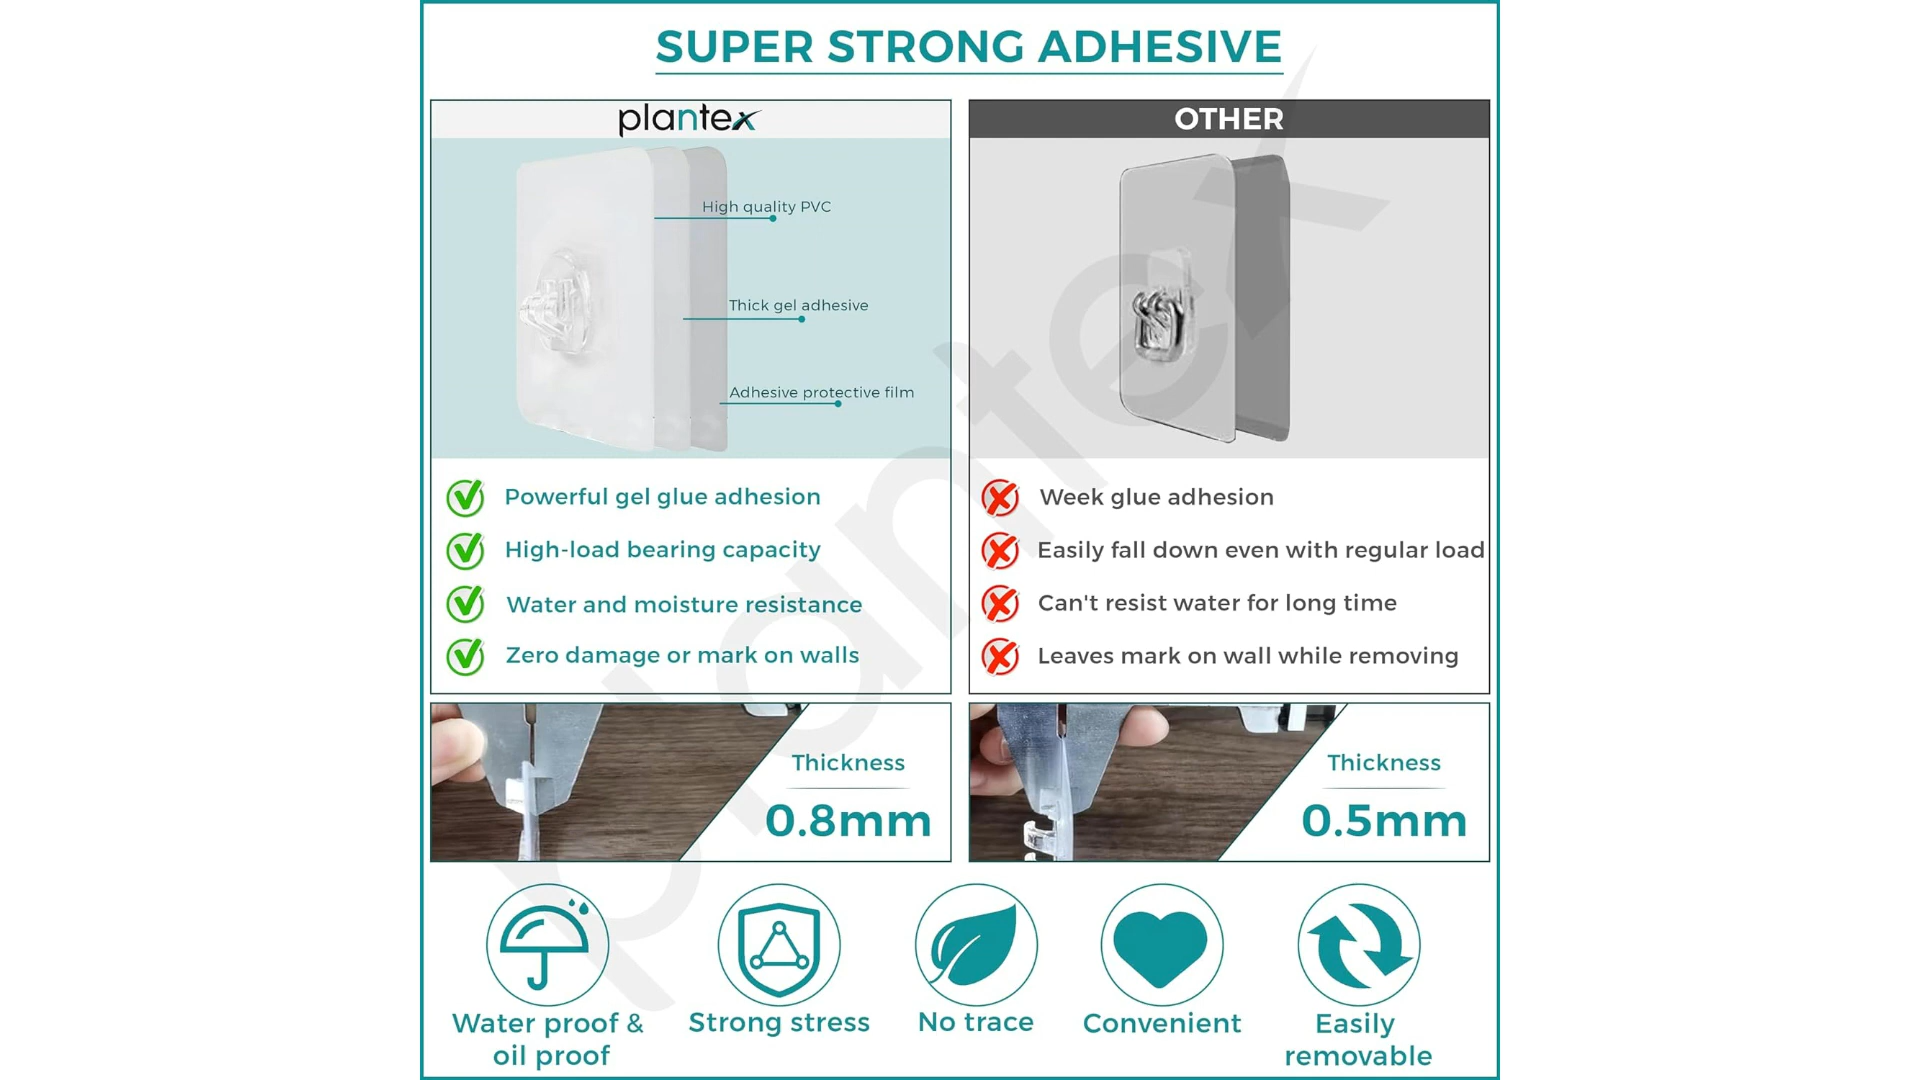 SUPER STRONG ADHESIVE
plantex
High quality PVC
Thick gel adhesive
Adhesive protective film
Powerful gel glue adhesion
High-load bearing capacity
Water and moisture resistance
Zero damage or mark on walls
OTHER
Week glue adhesion
Easily fall down even with regular load
Can't resist water for long time
Leaves mark on wall while removing
Thickness
0.8mm
Thickness
0.5mm
Water proof &
oil proof
Strong stress
No trace
Convenient
Easily
removable
plantex